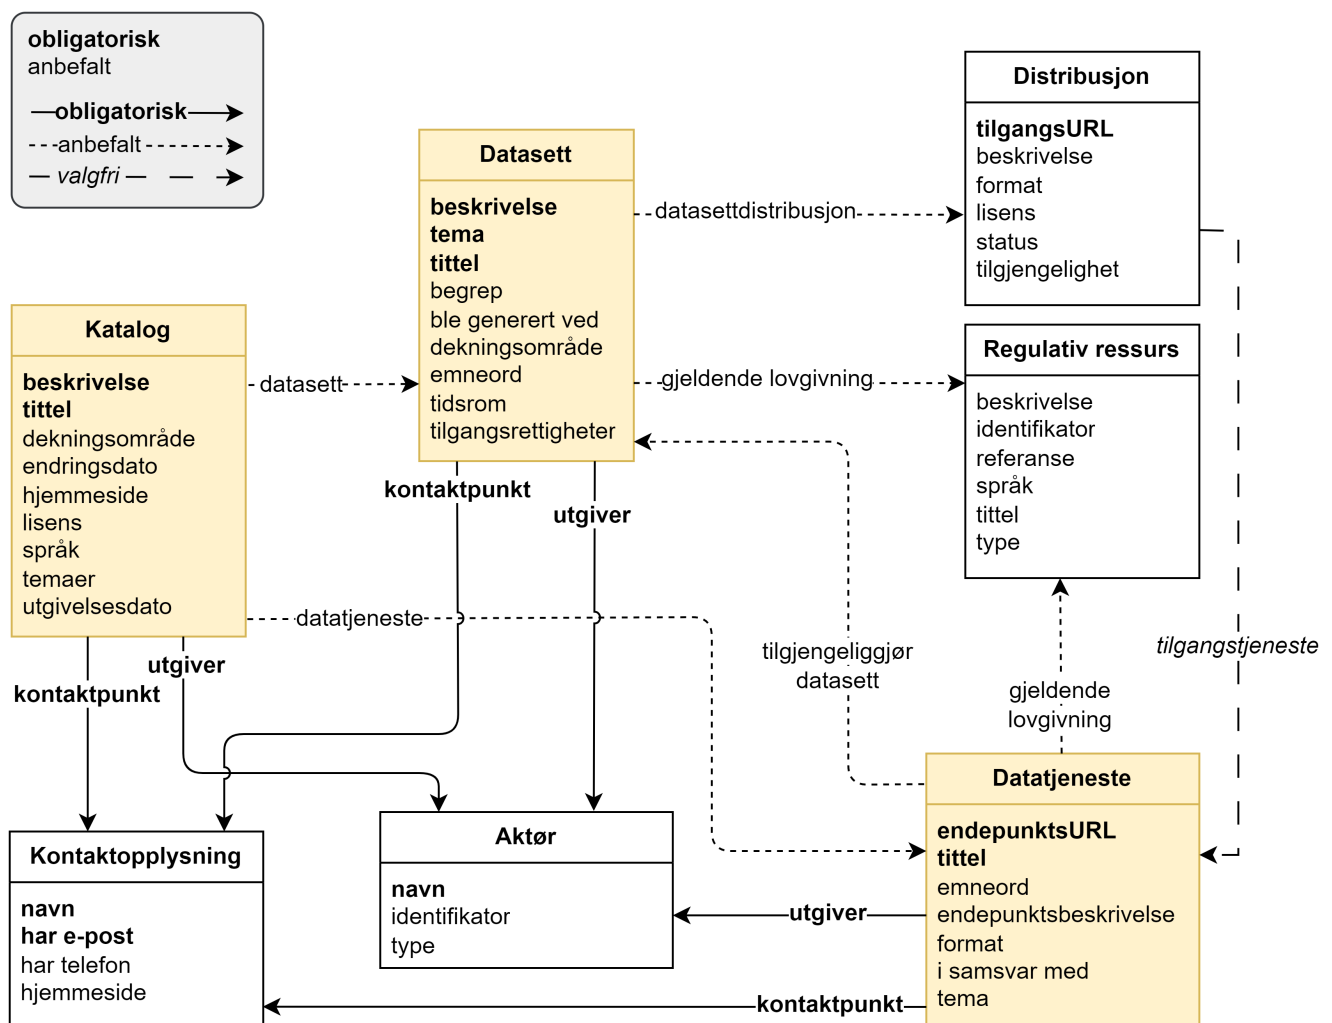 obligatorisk
anbefalt
obligatorisk
anbefalt
valgfri
Distribusjon
tilgangsURL
beskrivelse
format
lisens
status
tilgjengelighet
Datasett
beskrivelse
tema
tittel
begrep
ble generert ved
dekningsområde
emneord
tidsrom
tilgangsrettigheter
datasettdistribusjon
gjeldende lovgivning
Katalog
beskrivelse
tittel
dekningsområde
endringsdato
hjemmeside
lisens
språk
temaer
utgivelsesdato
datasett
Regulativ ressurs
beskrivelse
identifikator
referanse
språk
tittel
type
kontaktpunkt
utgiver
datatjeneste
utgiver
kontaktpunkt
tilgjengeliggjør
datasett
tilgangstjeneste
gjeldende
lovgivning
Datatjeneste
endepunktsURL
tittel
emneord
endepunktsbeskrivelse
format
i samsvar med
tema
Aktør
navn
identifikator
type
Kontaktopplysning
navn
har e-post
har telefon
hjemmeside
utgiver
kontaktpunkt